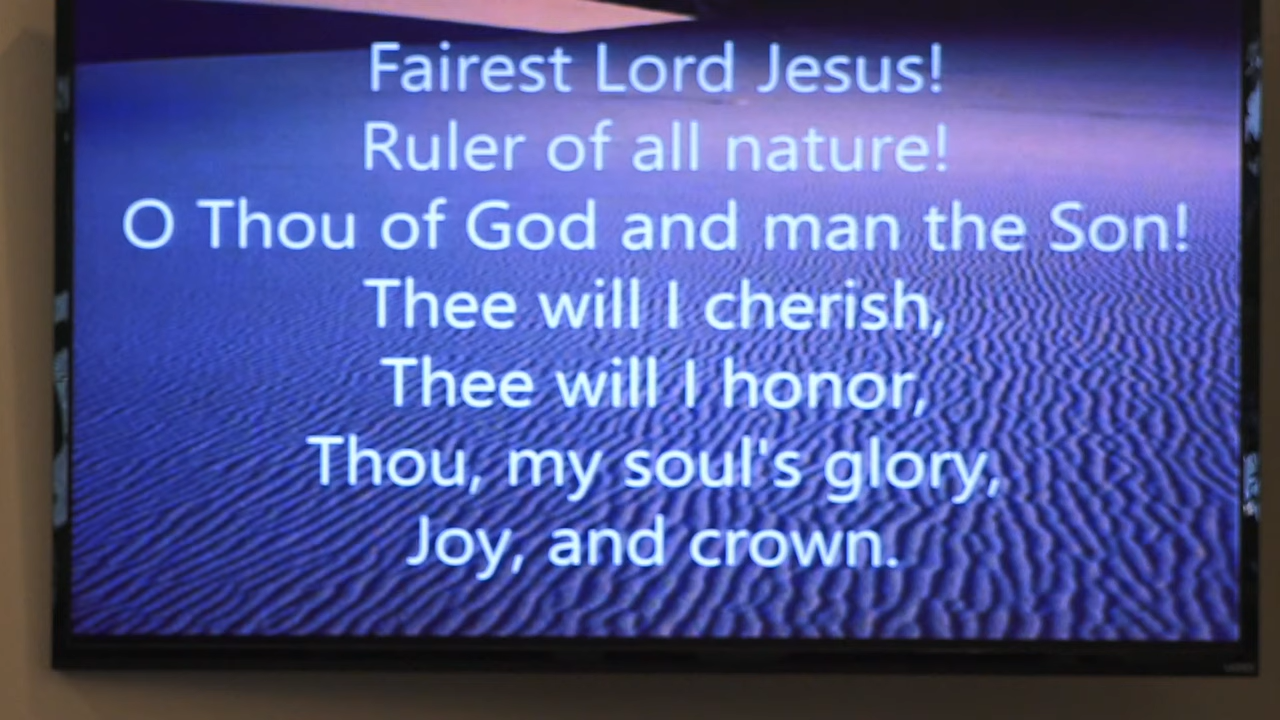 Fairest Lord Jesus!
Ruler of all nature!
O Thou of God and man the Son!
Thee will I cherish,
Thee will I honor,
Thou, my soul's glory,
Joy, and crown.